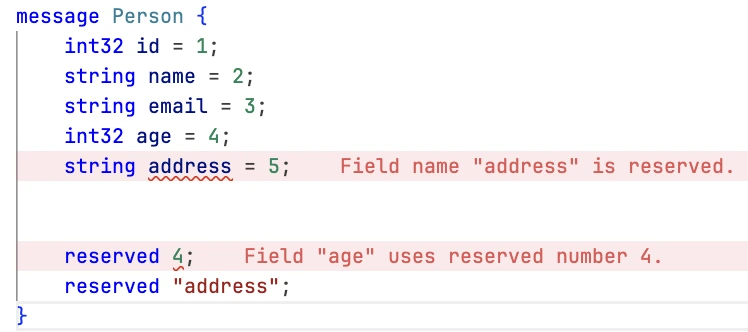 message Person {
    int32 id = 1;
    string name = 2;
    string email = 3;
    int32 age = 4;
    string address = 5;    Field name "address" is reserved.
    reserved 4;    Field "age" uses reserved number 4.
    reserved "address";
}